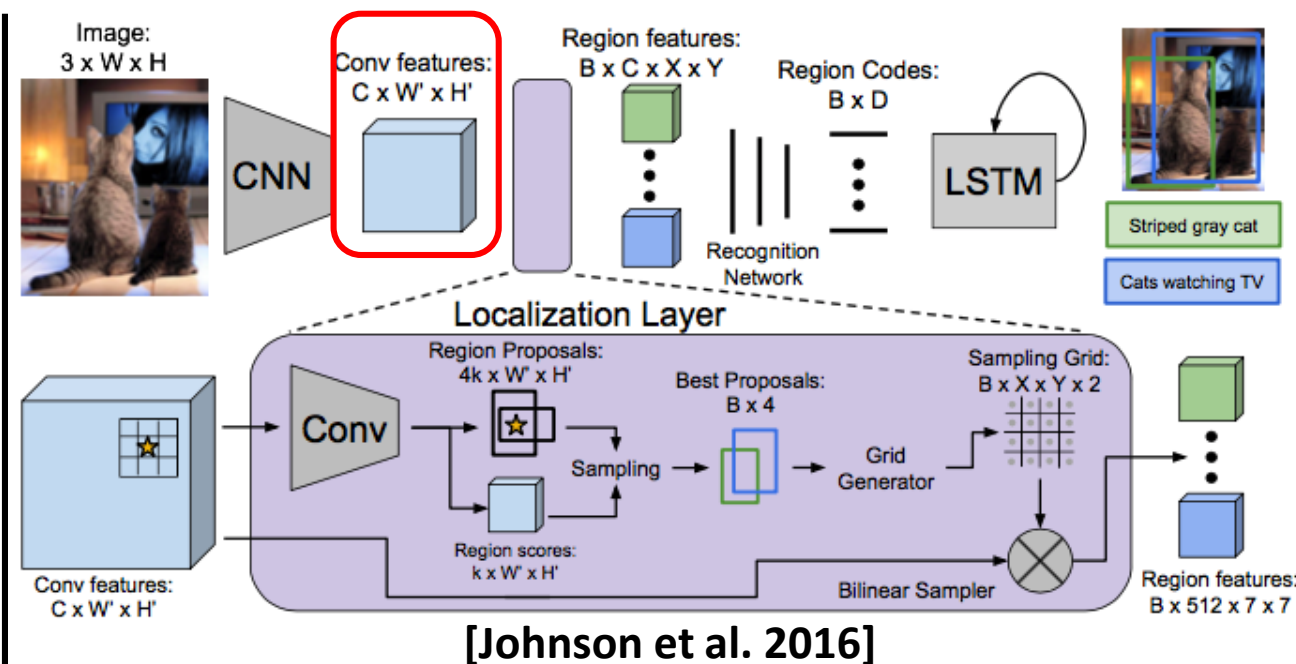 Image:
3 x W x H
CNN
Conv features:
C x W' x H'
Region features:
B x C x X x Y
Region Codes:
B x D
LSTM
Recognition
Network
Striped gray cat
Cats watching TV
Localization Layer
Conv
Region Proposals:
4k x W' x H'
Region scores:
k x W' x H'
Sampling
Best Proposals:
B x 4
Grid
Generator
Sampling Grid:
B x X x Y x 2
Bilinear Sampler
Conv features:
C x W' x H'
Region features:
B x 512 x 7 x 7
[Johnson et al. 2016]